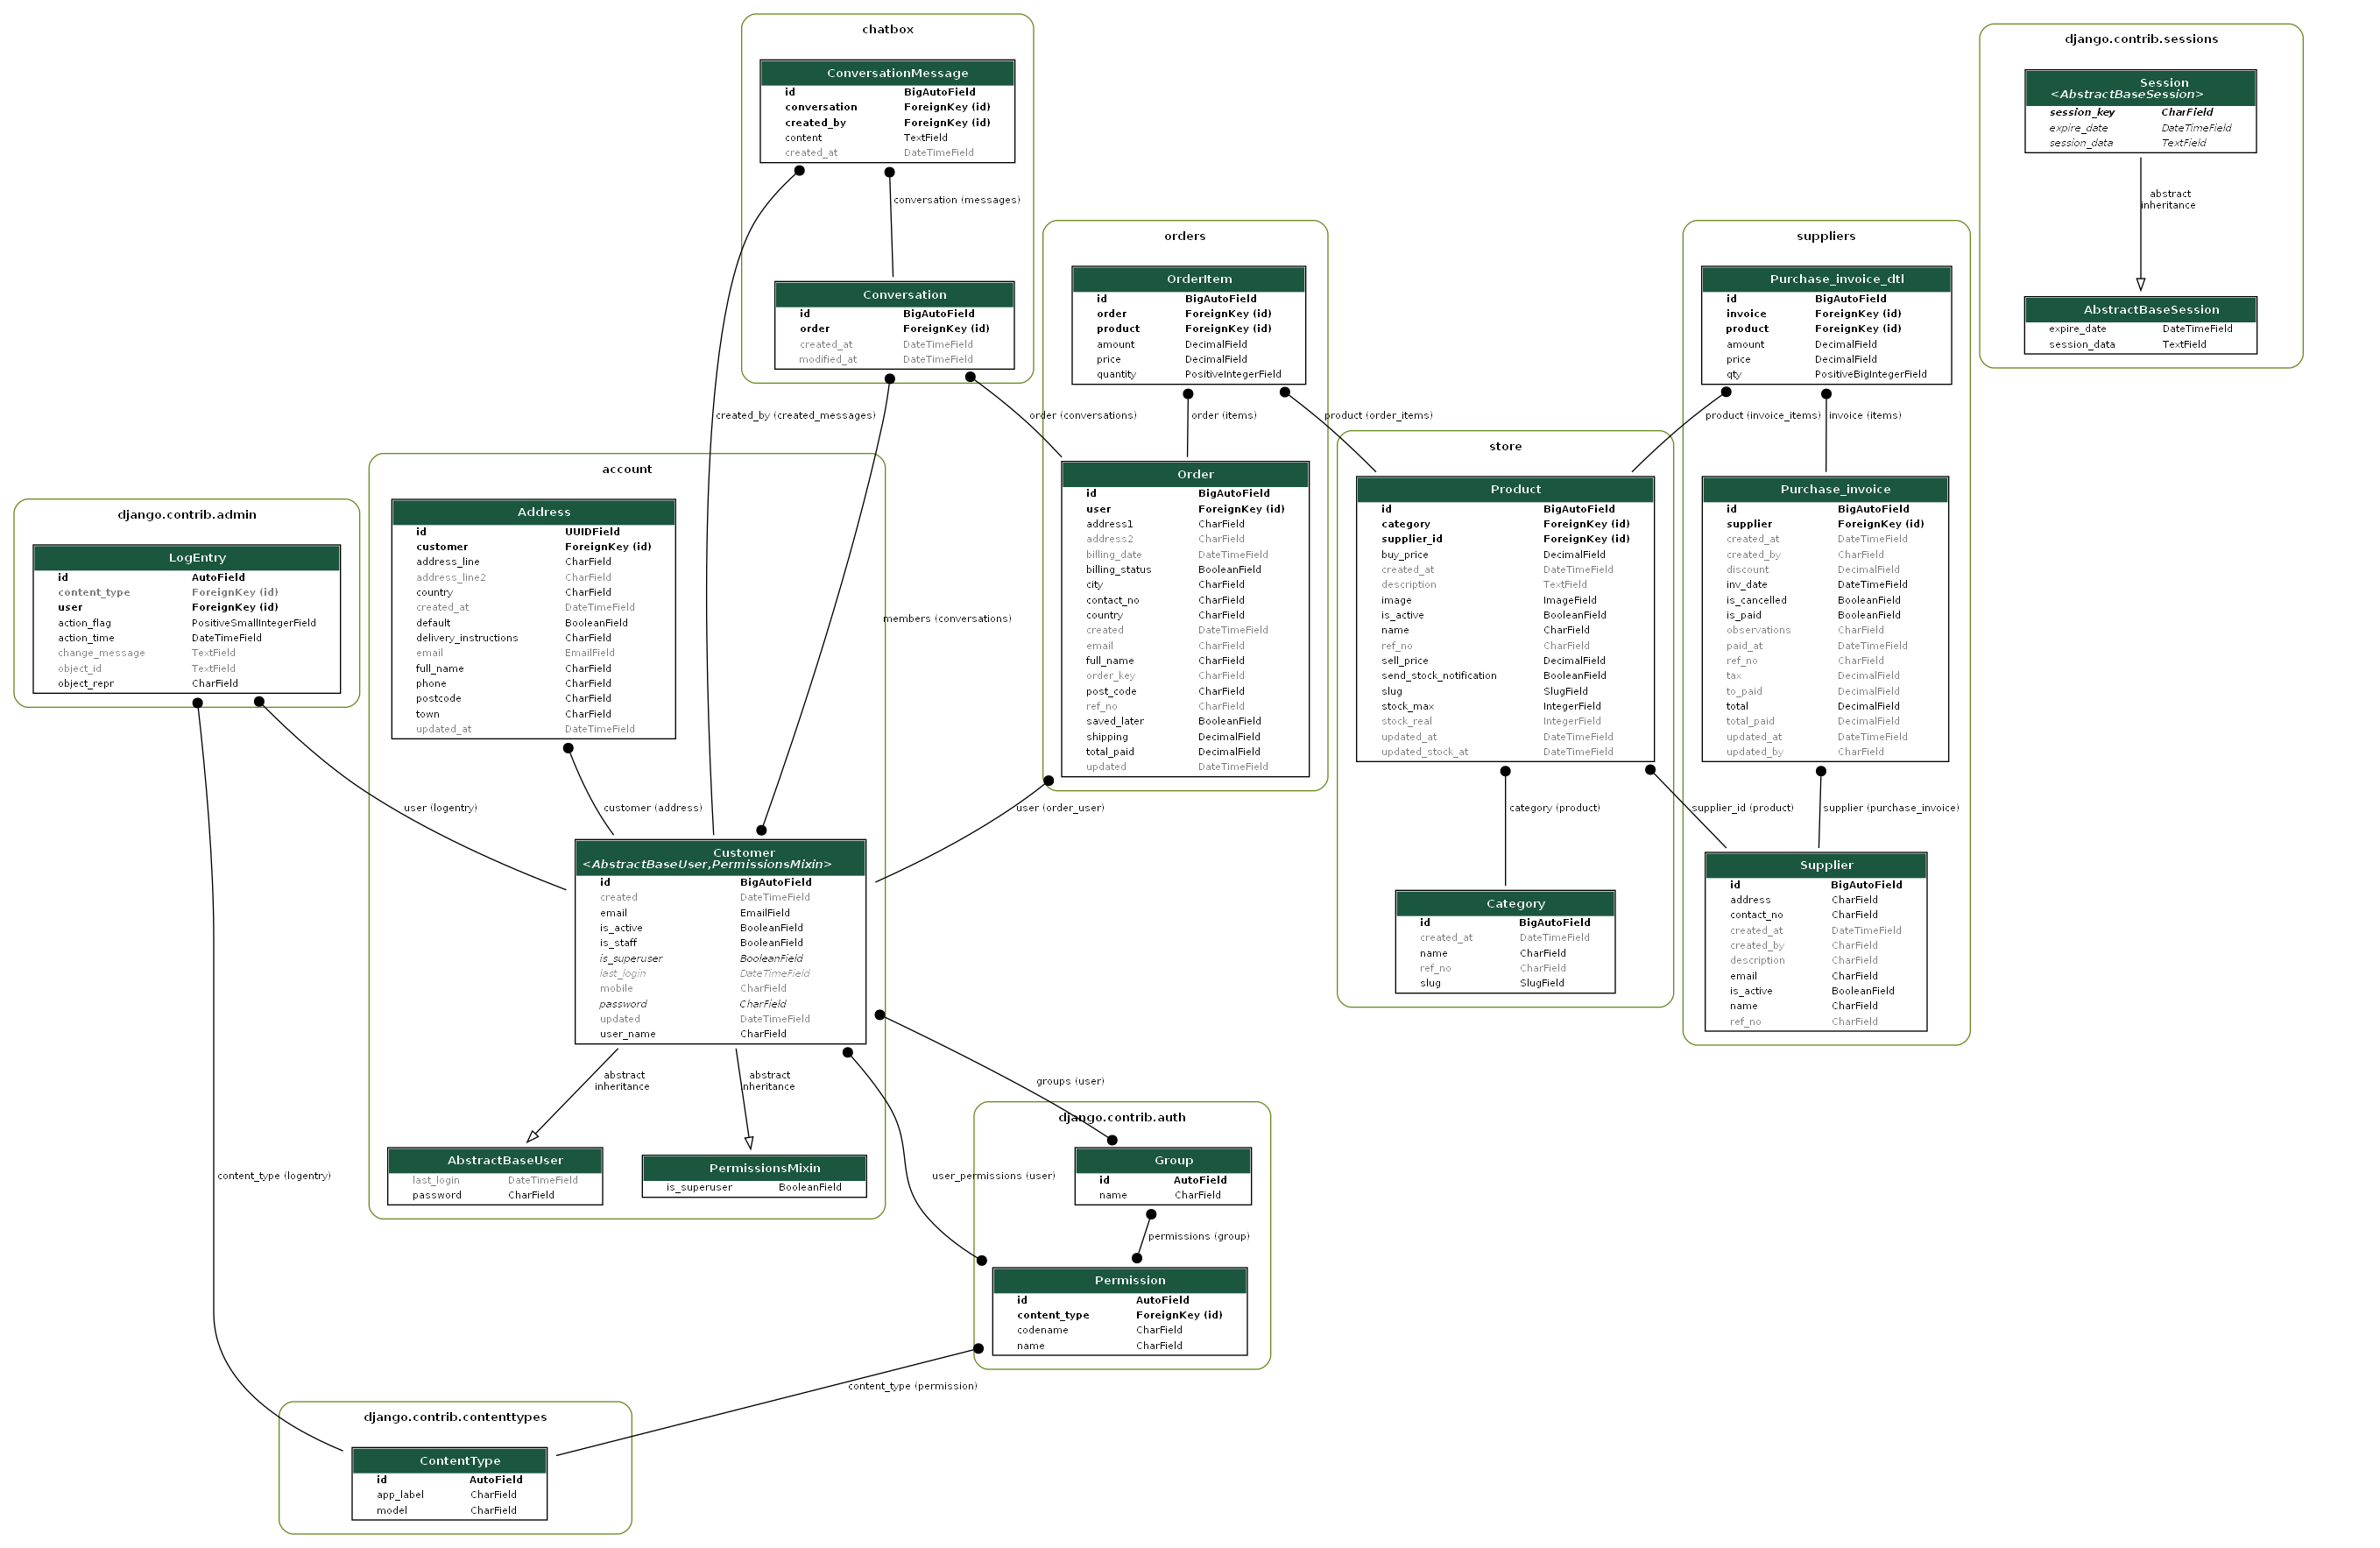 chatbox
ConversationMessage
id BigAutoField
conversation ForeignKey (id)
created_by ForeignKey (id)
content TextField
created_at DateTimeField
conversation (messages)
Conversation
id BigAutoField
order ForeignKey (id)
created_at DateTimeField
modified_at DateTimeField
created_by (created_messages)
order (conversations)
members (conversations)
django.contrib.sessions
Session
<AbstractBaseSession>
session_key CharField
expire_date DateTimeField
session_data TextField
abstract
inheritance
AbstractBaseSession
expire_date DateTimeField
session_data TextField
orders
OrderItem
id BigAutoField
order ForeignKey (id)
product ForeignKey (id)
amount DecimalField
price DecimalField
quantity PositiveIntegerField
order (items)
product (order_items)
Order
id BigAutoField
user ForeignKey (id)
address1 CharField
address2 CharField
billing_date DateTimeField
billing_status BooleanField
city CharField
contact_no CharField
country CharField
created DateTimeField
email CharField
full_name CharField
order_key CharField
post_code CharField
ref_no CharField
saved_later BooleanField
shipping DecimalField
total_paid DecimalField
updated DateTimeField
user (order_user)
suppliers
Purchase_invoice_dtl
id BigAutoField
invoice ForeignKey (id)
product ForeignKey (id)
amount DecimalField
price DecimalField
qty PositiveBigIntegerField
product (invoice_items)
invoice (items)
Purchase_invoice
id BigAutoField
supplier ForeignKey (id)
created_at DateTimeField
created_by CharField
discount DecimalField
inv_date DateTimeField
is_cancelled BooleanField
is_paid BooleanField
observations CharField
paid_at DateTimeField
ref_no CharField
tax DecimalField
to_paid DecimalField
total DecimalField
total_paid DecimalField
updated_at DateTimeField
updated_by CharField
supplier_id (product)
supplier (purchase_invoice)
Supplier
id BigAutoField
address CharField
contact_no CharField
created_at DateTimeField
created_by CharField
description CharField
email CharField
is_active BooleanField
name CharField
ref_no CharField
store
Product
id BigAutoField
category ForeignKey (id)
supplier_id ForeignKey (id)
buy_price DecimalField
created_at DateTimeField
description TextField
image ImageField
is_active BooleanField
name CharField
ref_no CharField
sell_price DecimalField
send_stock_notification BooleanField
slug SlugField
stock_max IntegerField
stock_real IntegerField
updated_at DateTimeField
updated_stock_at DateTimeField
category (product)
Category
id BigAutoField
created_at DateTimeField
name CharField
ref_no CharField
slug SlugField
django.contrib.admin
LogEntry
id AutoField
content_type ForeignKey (id)
user ForeignKey (id)
action_flag PositiveSmallIntegerField
action_time DateTimeField
change_message TextField
object_id TextField
object_repr CharField
user (logentry)
content_type (logentry)
account
Address
id UUIDField
customer ForeignKey (id)
address_line CharField
address_line2 CharField
country CharField
created_at DateTimeField
default BooleanField
delivery_instructions CharField
email EmailField
full_name CharField
phone CharField
postcode CharField
town CharField
updated_at DateTimeField
customer (address)
Customer
<AbstractBaseUser,PermissionsMixin>
id BigAutoField
created DateTimeField
email EmailField
is_active BooleanField
is_staff BooleanField
is_superuser BooleanField
last_login DateTimeField
mobile CharField
password CharField
updated DateTimeField
user_name CharField
abstract
inheritance
abstract
inheritance
AbstractBaseUser
last_login DateTimeField
password CharField
PermissionsMixin
is_superuser BooleanField
groups (user)
user_permissions (user)
django.contrib.auth
Group
id AutoField
name CharField
permissions (group)
Permission
id AutoField
content_type ForeignKey (id)
codename CharField
name CharField
content_type (permission)
django.contrib.contenttypes
ContentType
id AutoField
app_label CharField
model CharField